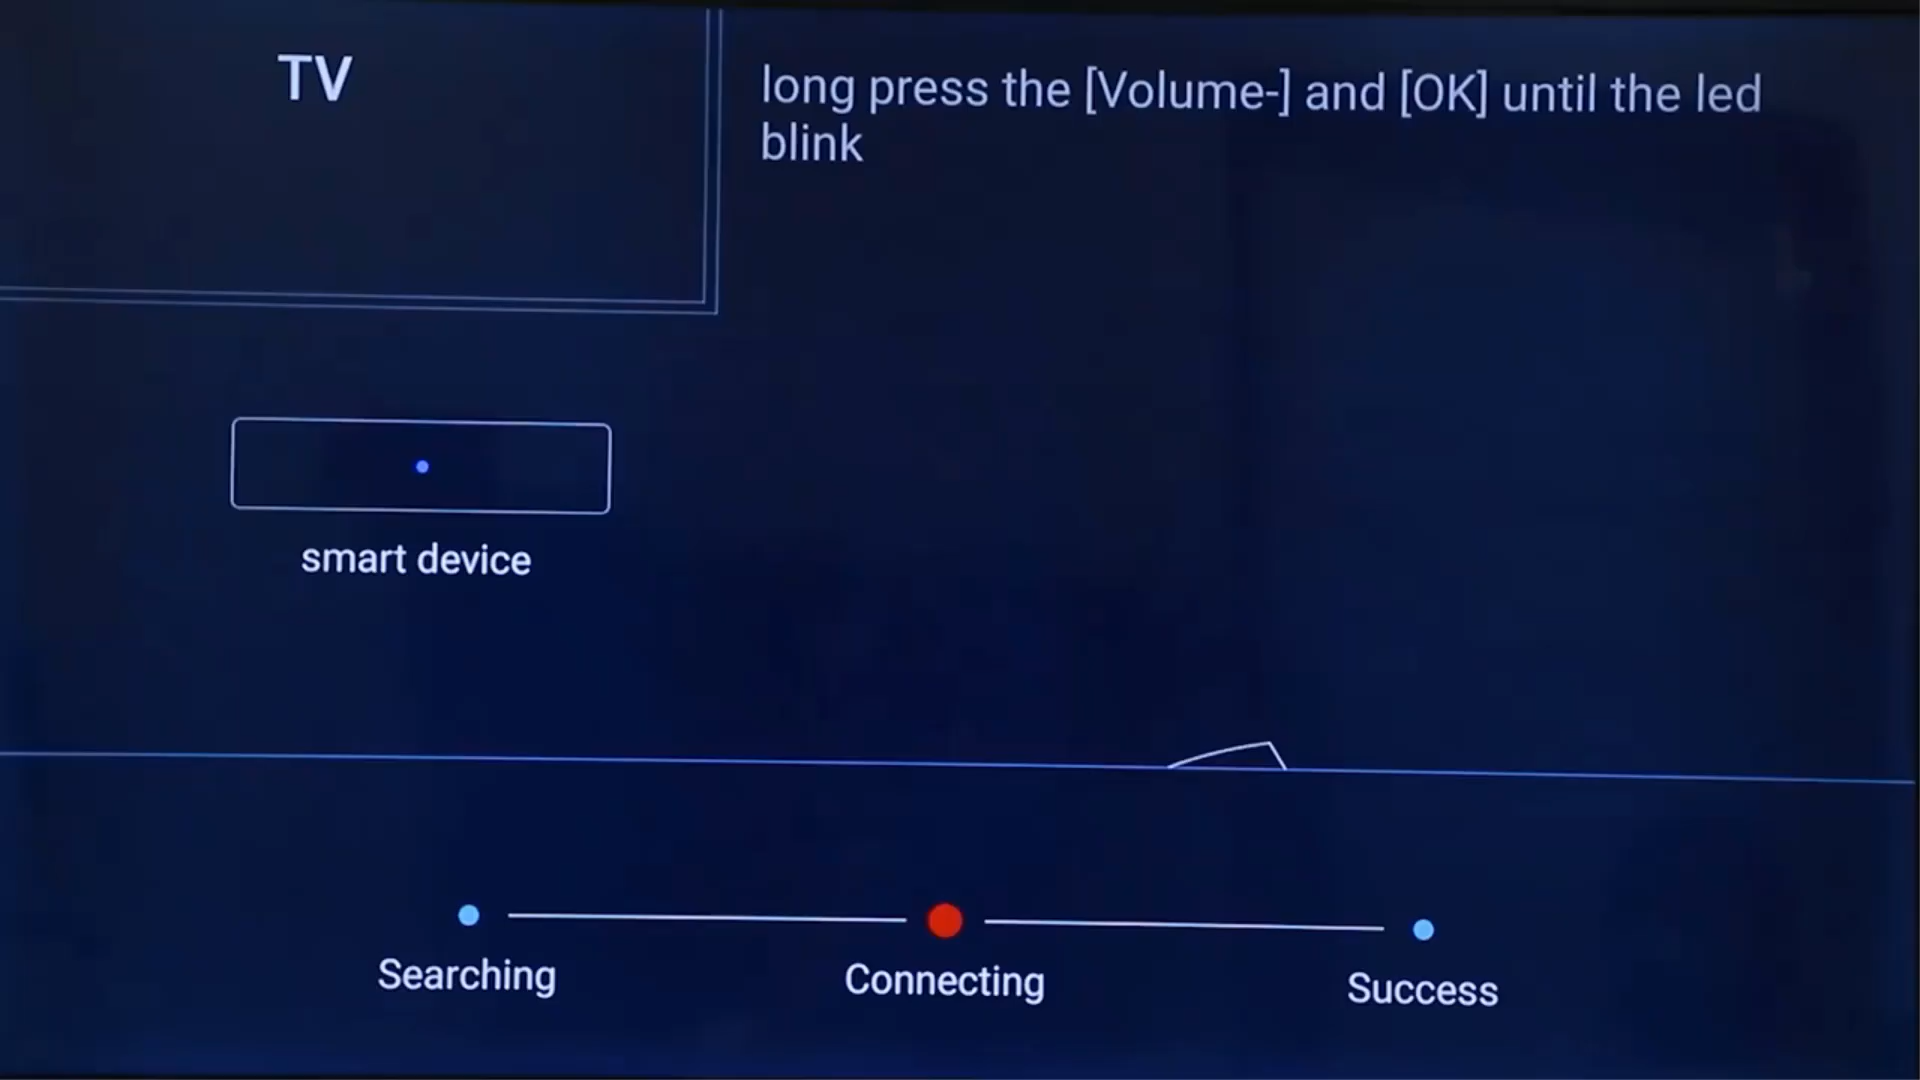 TV
long press the [Volume-] and [OK] until the led
blink
smart device
Searching
Connecting
Success